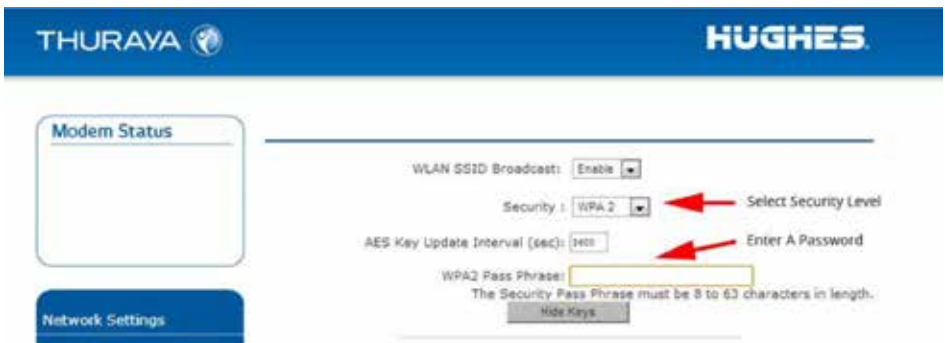 THURAYA HUGHES.
Modem Status
WLAN SSID Broadcast: Enable
Security : WPA 2 Select Security Level
AES Key Update Interval (sec): 3600 Enter A Password
WPA2 Pass Phrase:
The Security Pass Phrase must be 8 to 63 characters in length.
Hide Keys
Network Settings